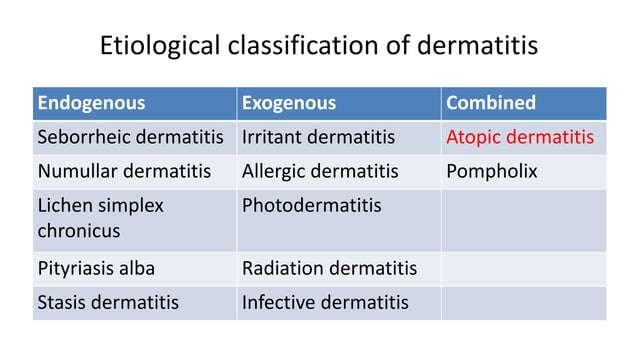 Etiological classification of dermatitis
Endogenous Exogenous Combined
Seborrheic dermatitis Irritant dermatitis Atopic dermatitis
Numullar dermatitis Allergic dermatitis Pompholix
Lichen simplex Photodermatitis
chronicus
Pityriasis alba Radiation dermatitis
Stasis dermatitis Infective dermatitis